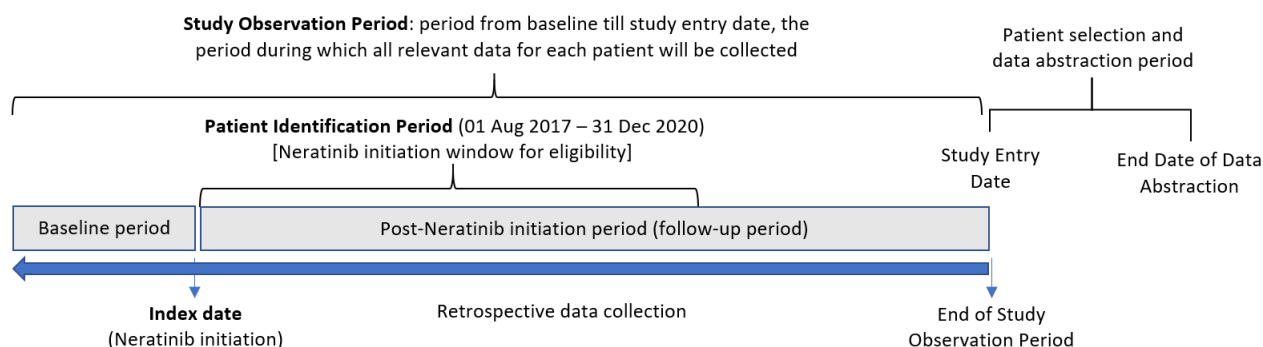 Study Observation Period: period from baseline till study entry date, the
period during which all relevant data for each patient will be collected
Patient selection and
data abstraction period
Patient Identification Period (01 Aug 2017 – 31 Dec 2020)
[Neratinib initiation window for eligibility]
Study Entry
Date
End Date of Data
Abstraction
Baseline period
Post-Neratinib initiation period (follow-up period)
Index date
(Neratinib initiation)
Retrospective data collection
End of Study
Observation Period